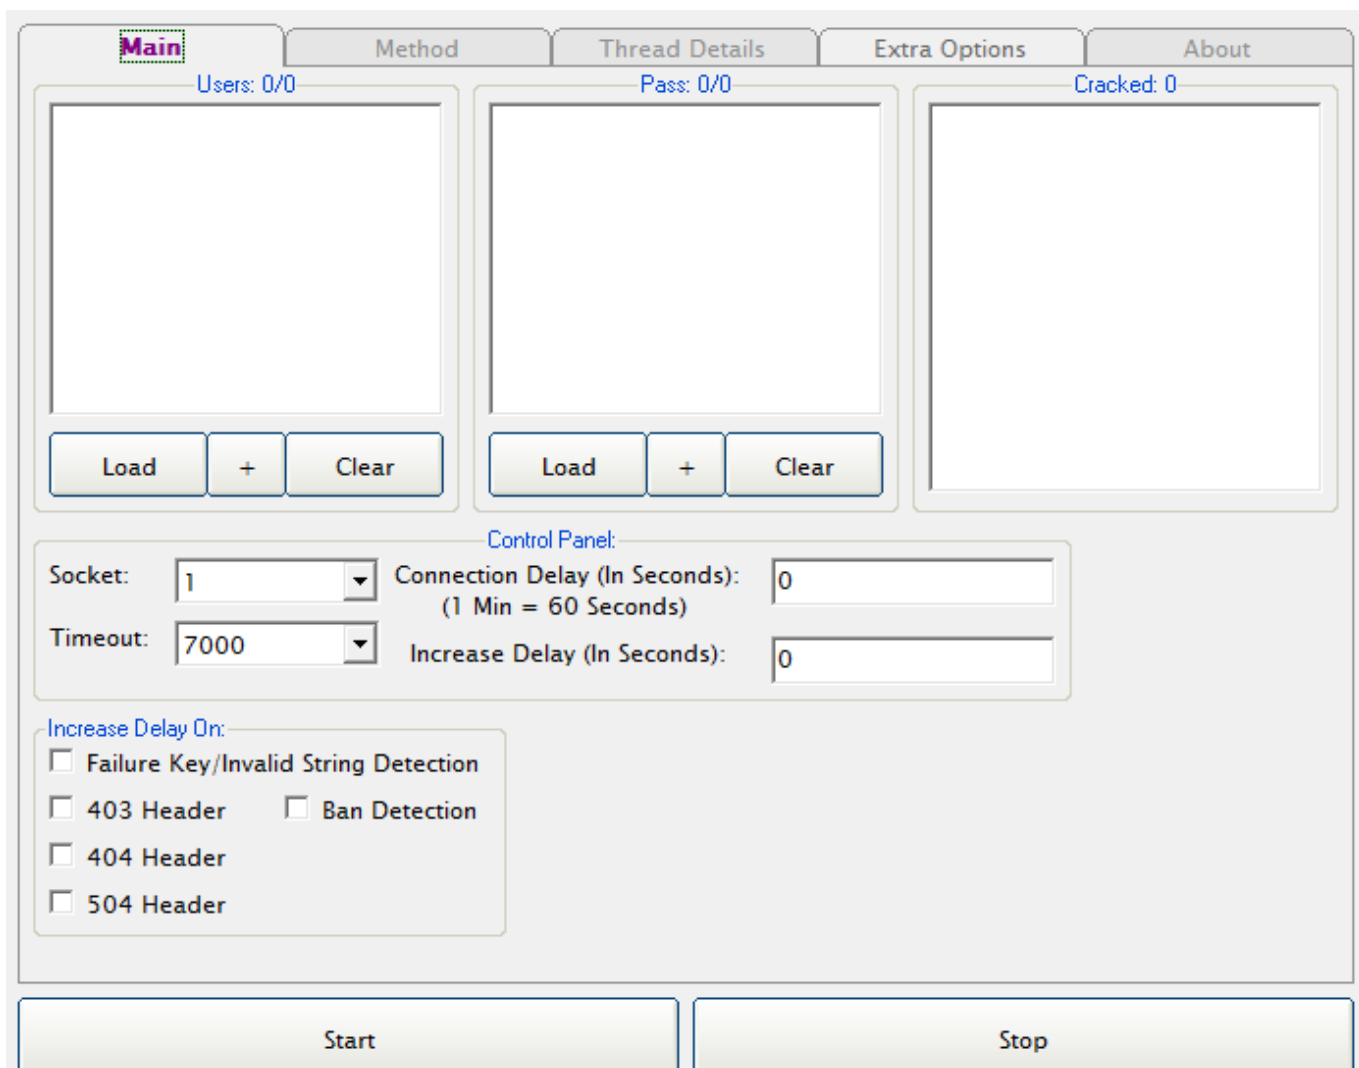 Main Method Thread Details Extra Options About
Users: 0/0 Pass: 0/0 Cracked: 0
Load + Clear Load + Clear
Control Panel:
Socket: 1 Connection Delay (In Seconds): 0
(1 Min = 60 Seconds)
Timeout: 7000 Increase Delay (In Seconds): 0
Increase Delay On:
Failure Key/Invalid String Detection
403 Header Ban Detection
404 Header
504 Header
Start Stop